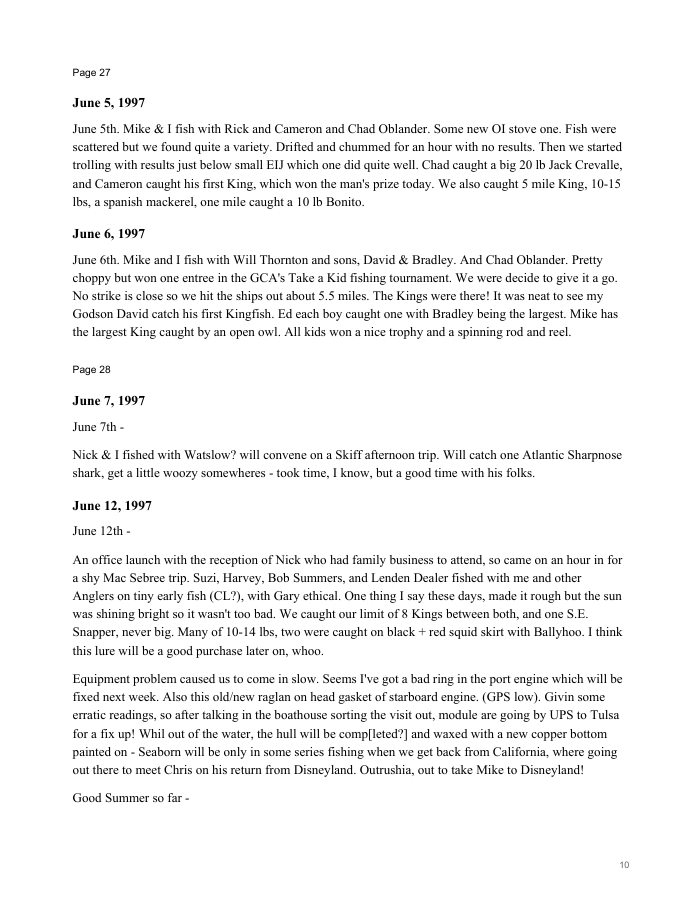 Page 27
June 5, 1997
June 5th. Mike & I fish with Rick and Cameron and Chad Oblander. Some new OI stove one. Fish were
scattered but we found quite a variety. Drifted and chummed for an hour with no results. Then we started
trolling with results just below small EIJ which one did quite well. Chad caught a big 20 lb Jack Crevalle,
and Cameron caught his first King, which won the man's prize today. We also caught 5 mile King, 10-15
lbs, a spanish mackerel, one mile caught a 10 lb Bonito.
June 6, 1997
June 6th. Mike and I fish with Will Thornton and sons, David & Bradley. And Chad Oblander. Pretty
choppy but won one entree in the GCA's Take a Kid fishing tournament. We were decide to give it a go.
No strike is close so we hit the ships out about 5.5 miles. The Kings were there! It was neat to see my
Godson David catch his first Kingfish. Ed each boy caught one with Bradley being the largest. Mike has
the largest King caught by an open owl. All kids won a nice trophy and a spinning rod and reel.
Page 28
June 7, 1997
June 7th -
Nick & I fished with Watslow? will convene on a Skiff afternoon trip. Will catch one Atlantic Sharpnose
shark, get a little woozy somewheres - took time, I know, but a good time with his folks.
June 12, 1997
June 12th -
An office launch with the reception of Nick who had family business to attend, so came on an hour in for
a shy Mac Sebree trip. Suzi, Harvey, Bob Summers, and Lenden Dealer fished with me and other
Anglers on tiny early fish (CL?), with Gary ethical. One thing I say these days, made it rough but the sun
was shining bright so it wasn't too bad. We caught our limit of 8 Kings between both, and one S.E.
Snapper, never big. Many of 10-14 lbs, two were caught on black + red squid skirt with Ballyhoo. I think
this lure will be a good purchase later on, whoo.
Equipment problem caused us to come in slow. Seems I've got a bad ring in the port engine which will be
fixed next week. Also this old/new raglan on head gasket of starboard engine. (GPS low). Givin some
erratic readings, so after talking in the boathouse sorting the visit out, module are going by UPS to Tulsa
for a fix up! Whil out of the water, the hull will be comp[leted?] and waxed with a new copper bottom
painted on - Seaborn will be only in some series fishing when we get back from California, where going
out there to meet Chris on his return from Disneyland. Outrushia, out to take Mike to Disneyland!
Good Summer so far -
10